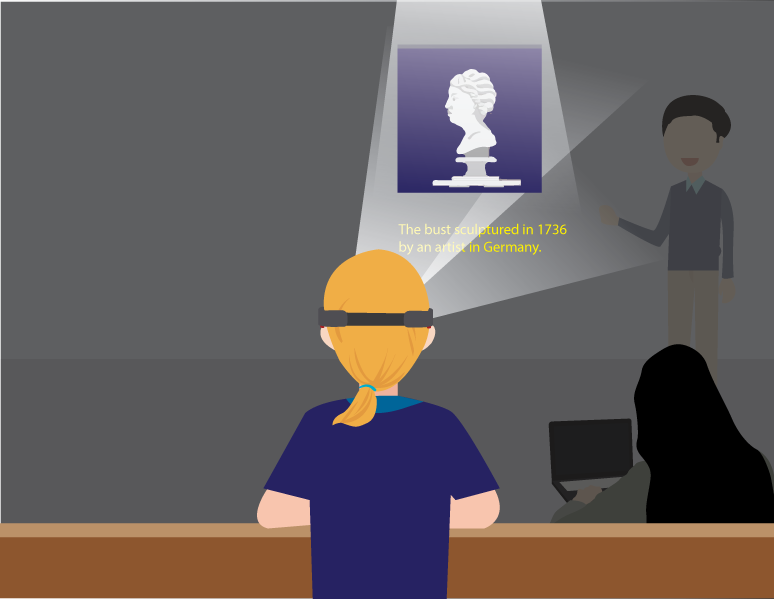 The bust sculptured in 1736
by an artist in Germany.